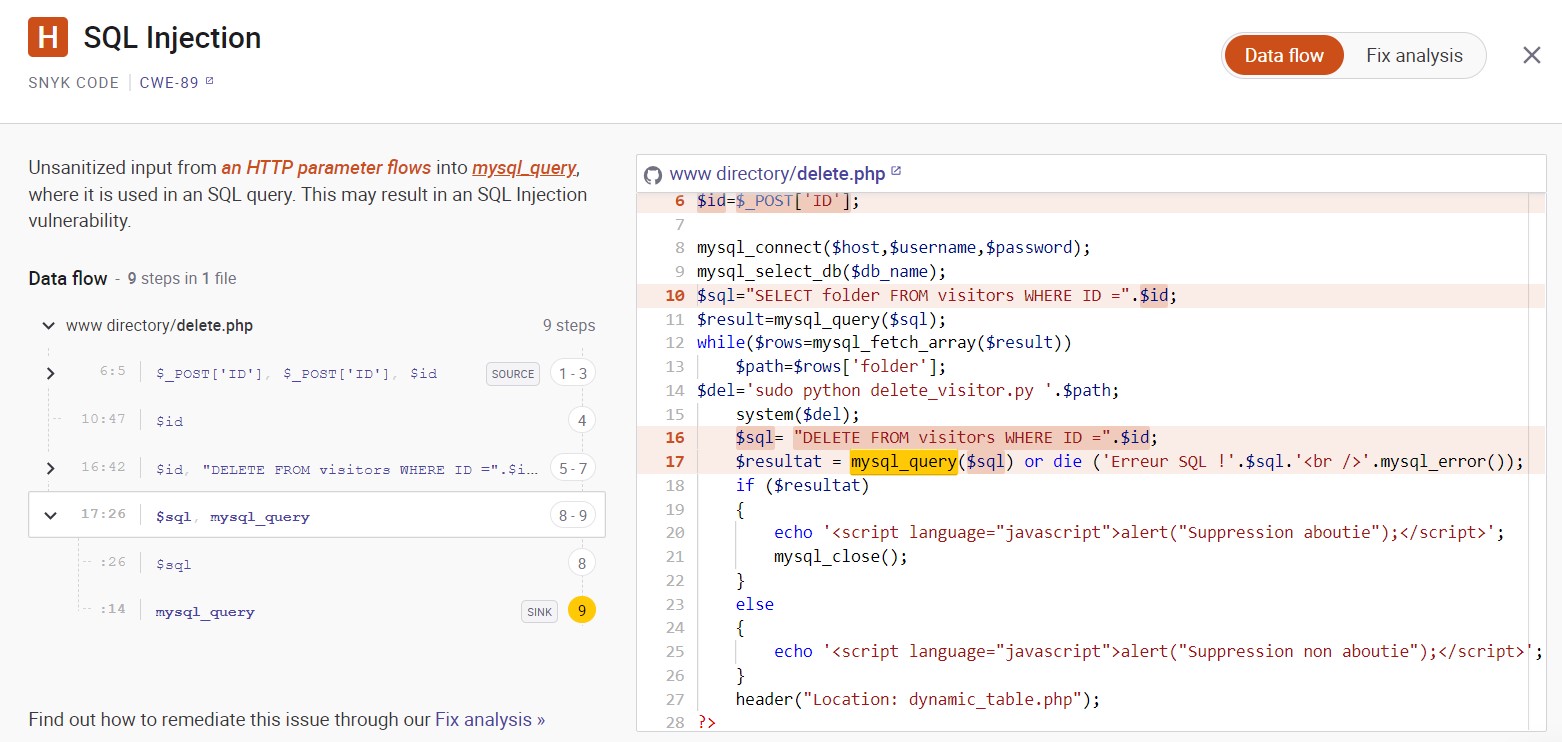 H SQL Injection
SNYK CODE | CWE-89
Data flow Fix analysis
Unsanitized input from an HTTP parameter flows into mysql_query,
where it is used in an SQL query. This may result in an SQL Injection
vulnerability.
Data flow - 9 steps in 1 file
www directory/delete.php 9 steps
6:5 $_POST['ID'], $_POST['ID'], $id SOURCE 1 - 3
10:47 $id 4
16:42 $id, "DELETE FROM visitors WHERE ID =".$i... 5 - 7
17:26 $sql, mysql_query 8 - 9
:26 $sql 8
:14 mysql_query SINK 9
Find out how to remediate this issue through our Fix analysis »
www directory/delete.php
6 $id=$_POST['ID'];
7
8 mysql_connect($host,$username,$password);
9 mysql_select_db($db_name);
10 $sql="SELECT folder FROM visitors WHERE ID =".$id;
11 $result=mysql_query($sql);
12 while($rows=mysql_fetch_array($result))
13 $path=$rows['folder'];
14 $del='sudo python delete_visitor.py '.$path;
15 system($del);
16 $sql= "DELETE FROM visitors WHERE ID =".$id;
17 $resultat = mysql_query($sql) or die ('Erreur SQL !'.$sql.'<br />'.mysql_error());
18 if ($resultat)
19 {
20 echo '<script language="javascript">alert("Suppression aboutie");</script>';
21 mysql_close();
22 }
23 else
24 {
25 echo '<script language="javascript">alert("Suppression non aboutie");</script>';
26 }
27 header("Location: dynamic_table.php");
28 ?>